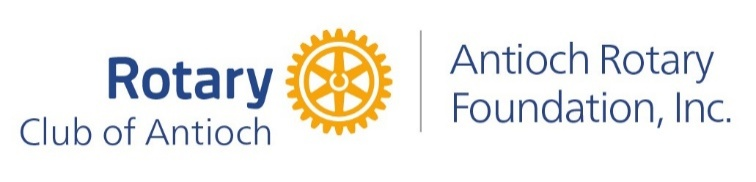 Rotary
Club of Antioch
Antioch Rotary
Foundation, Inc.